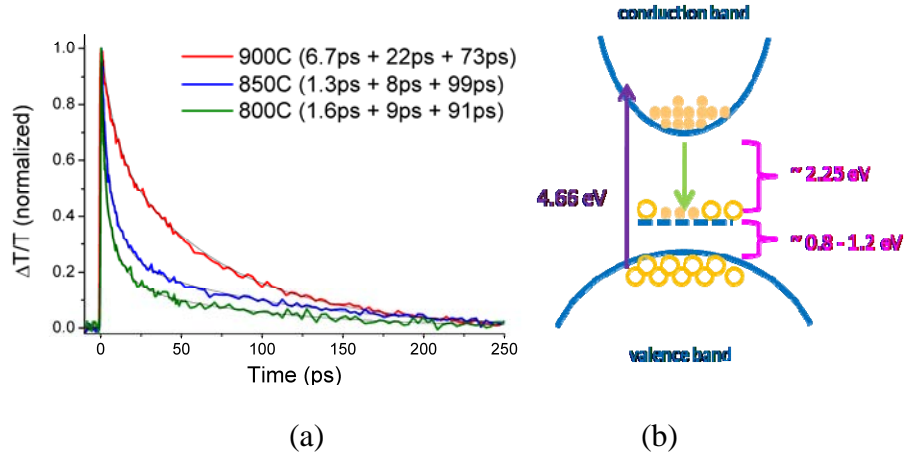 1.0
0.8
0.6
0.4
0.2
0.0
ΔT/T (normalized)
900C (6.7ps + 22ps + 73ps)
850C (1.3ps + 8ps + 99ps)
800C (1.6ps + 9ps + 91ps)
0
50
100
150
200
250
Time (ps)
conduction band
4.66 eV
~ 2.25 eV
~ 0.8 - 1.2 eV
valence band
(a)
(b)